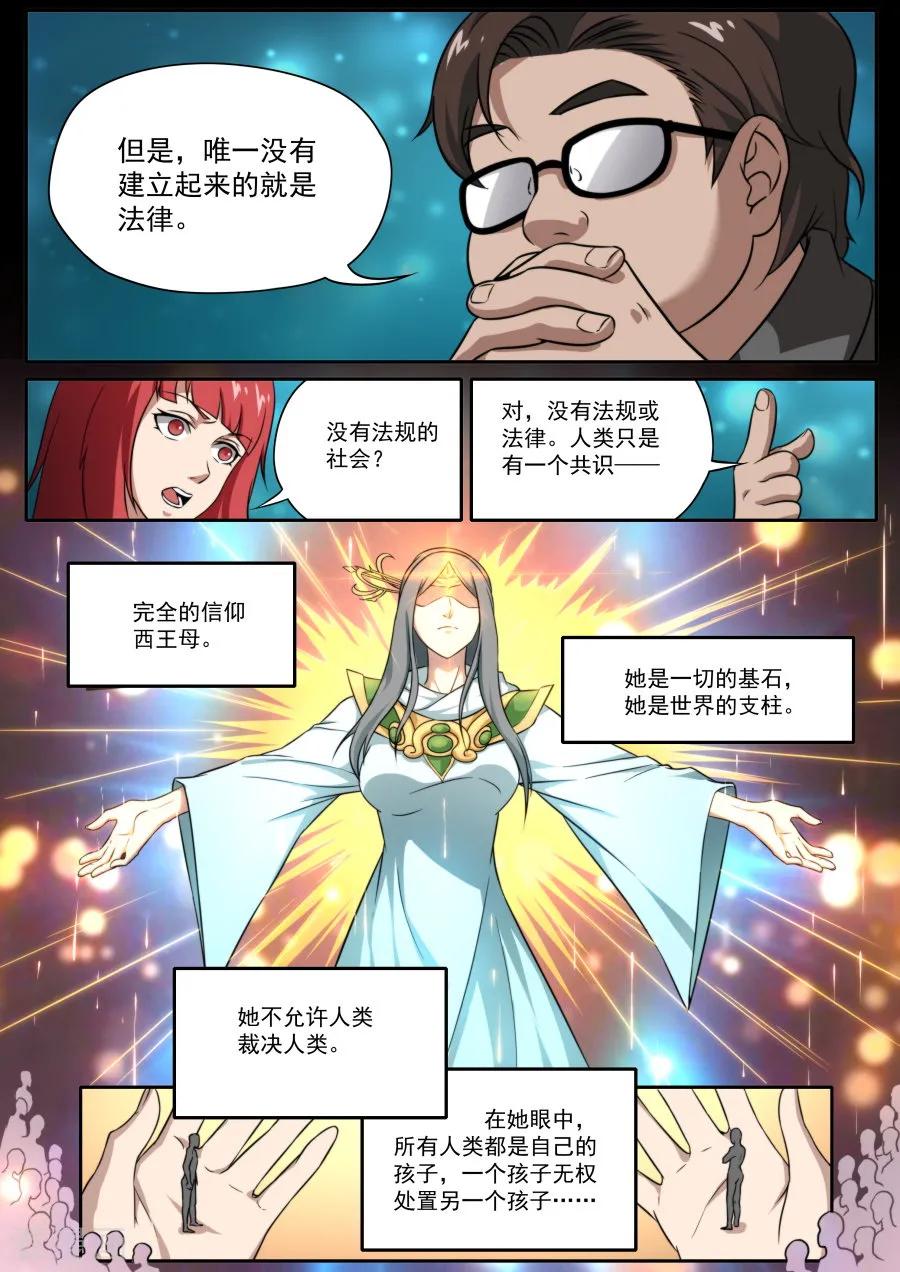 但是，唯一没有
建立起来的就是
法律。
没有法规的
社会？
对，没有法规或
法律。人类只是
有一个共识——
完全的信仰
西王母。
她是一切的基石，
她是世界的支柱。
她不允许人类
裁决人类。
在她眼中，
所有人类都是自己的
孩子，一个孩子无权
处置另一个孩子……